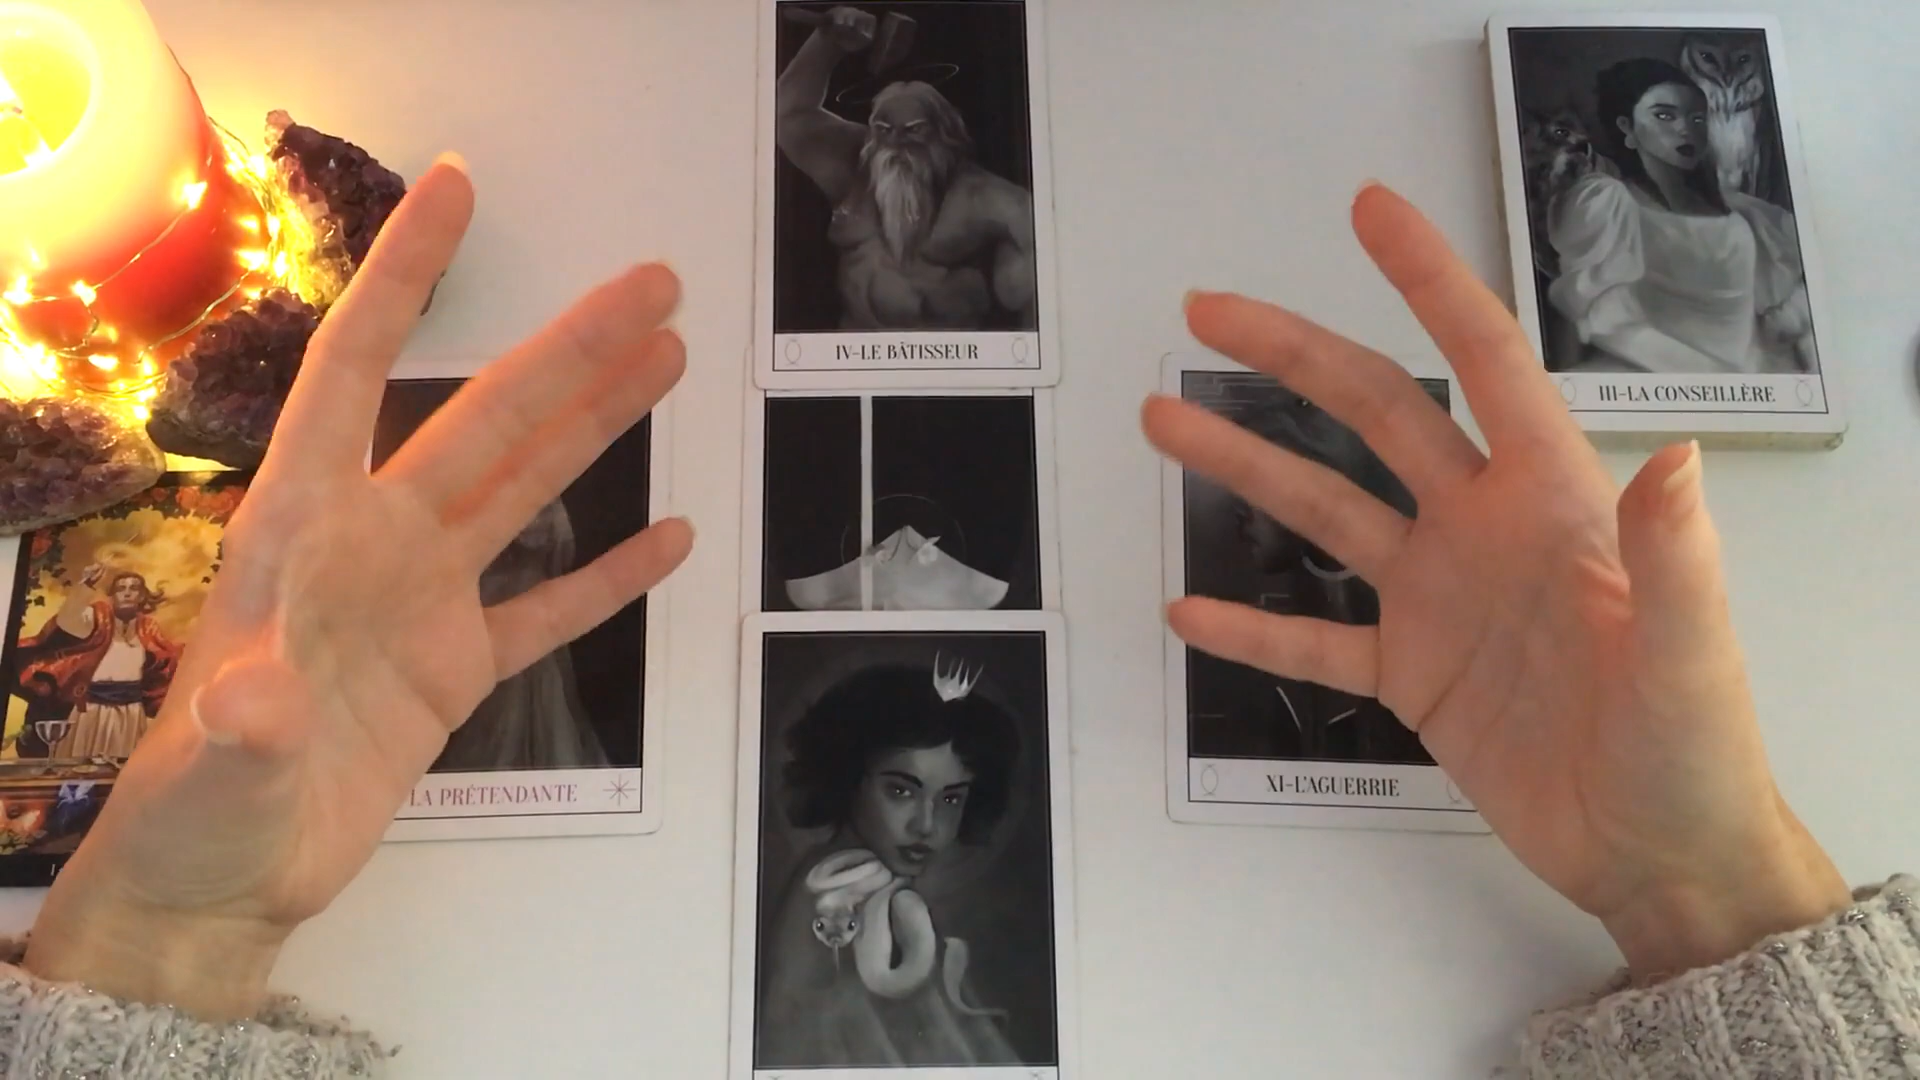 IV-LE BÂTISSEUR
III-LA CONSEILLÈRE
LA PRÉTENDANTE
XI-L'AGUERRIE